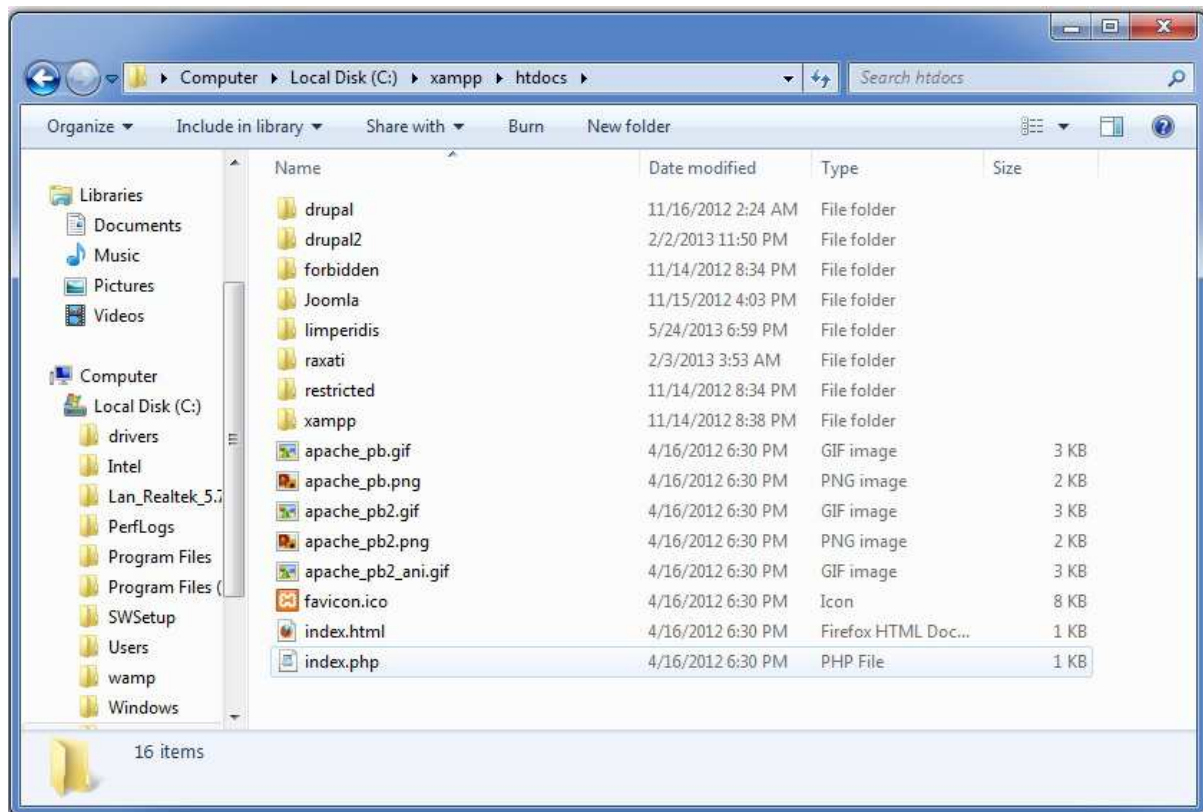 Computer Local Disk (C:) xampp htdocs Search htdocs
Organize Include in library Share with Burn New folder
Name Date modified Type Size
Libraries
Documents
Music
Pictures
Videos
Computer
Local Disk (C:)
drivers
Intel
Lan_Realtek_5.7
PerfLogs
Program Files
Program Files (
SWSetup
Users
wamp
Windows
drupal 11/16/2012 2:24 AM File folder
drupal2 2/2/2013 11:50 PM File folder
forbidden 11/14/2012 8:34 PM File folder
Joomla 11/15/2012 4:03 PM File folder
limperidis 5/24/2013 6:59 PM File folder
raxati 2/3/2013 3:53 AM File folder
restricted 11/14/2012 8:34 PM File folder
xampp 11/14/2012 8:38 PM File folder
apache_pb.gif 4/16/2012 6:30 PM GIF image 3 KB
apache_pb.png 4/16/2012 6:30 PM PNG image 2 KB
apache_pb2.gif 4/16/2012 6:30 PM GIF image 3 KB
apache_pb2.png 4/16/2012 6:30 PM PNG image 2 KB
apache_pb2_ani.gif 4/16/2012 6:30 PM GIF image 3 KB
favicon.ico 4/16/2012 6:30 PM Icon 8 KB
index.html 4/16/2012 6:30 PM Firefox HTML Doc... 1 KB
index.php 4/16/2012 6:30 PM PHP File 1 KB
16 items